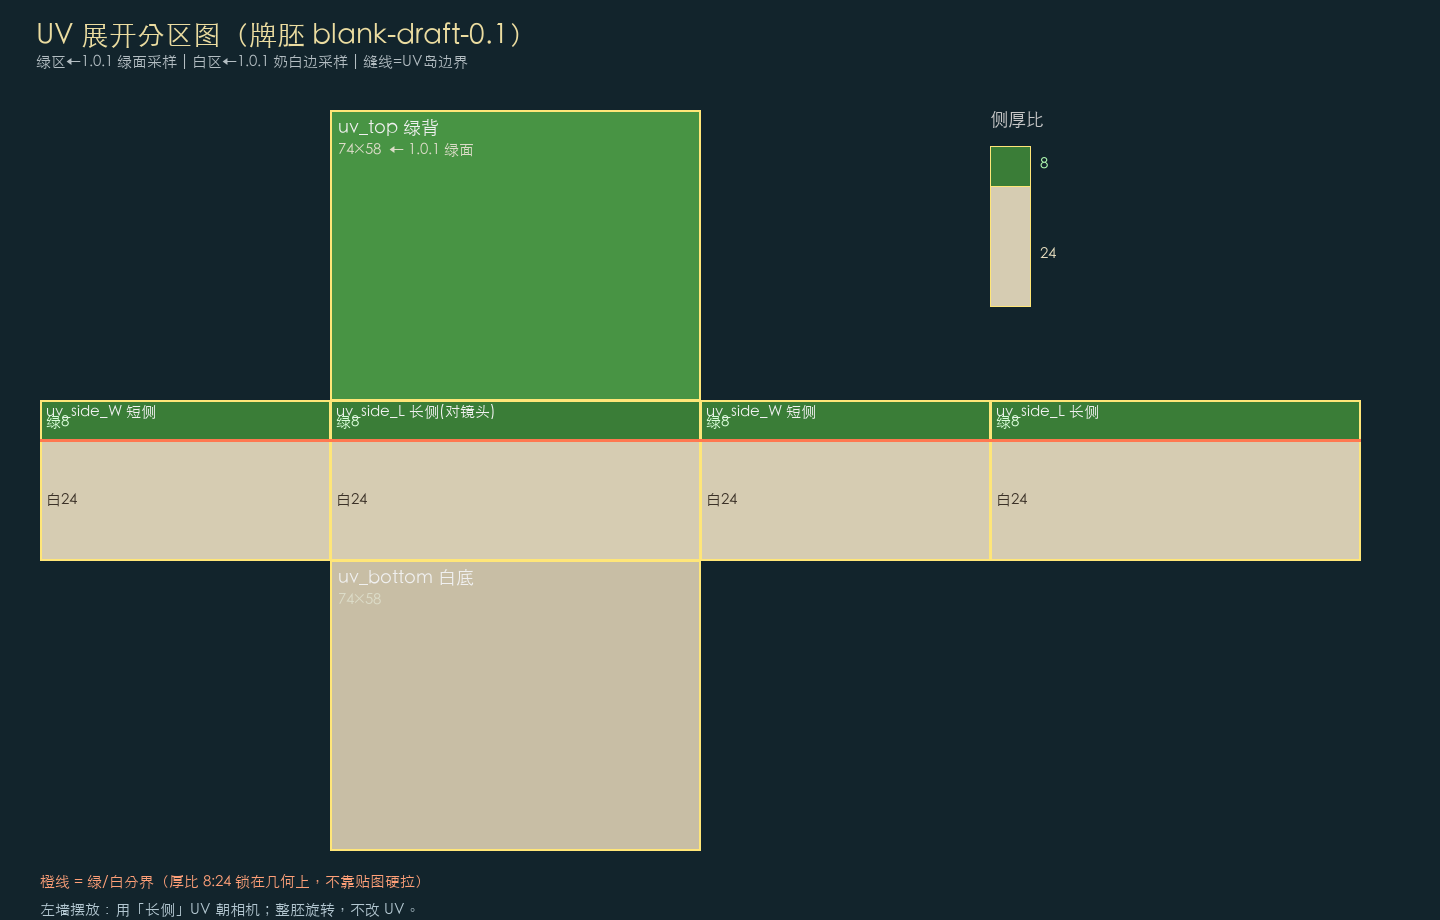 UV 展开分区图（牌胚 blank-draft-0.1）
绿区←1.0.1 绿面采样 | 白区←1.0.1 奶白边采样 | 缝线=UV岛边界
uv_top 绿背
74×58 ← 1.0.1 绿面
侧厚比
8
24
uv_side_W 短侧
绿8
uv_side_L 长侧(对镜头)
绿8
uv_side_W 短侧
绿8
uv_side_L 长侧
绿8
白24
白24
白24
白24
uv_bottom 白底
74×58
橙线 = 绿/白分界（厚比 8:24 锁在几何上，不靠贴图硬拉）
左墙摆放：用「长侧」UV 朝相机；整胚旋转，不改 UV。